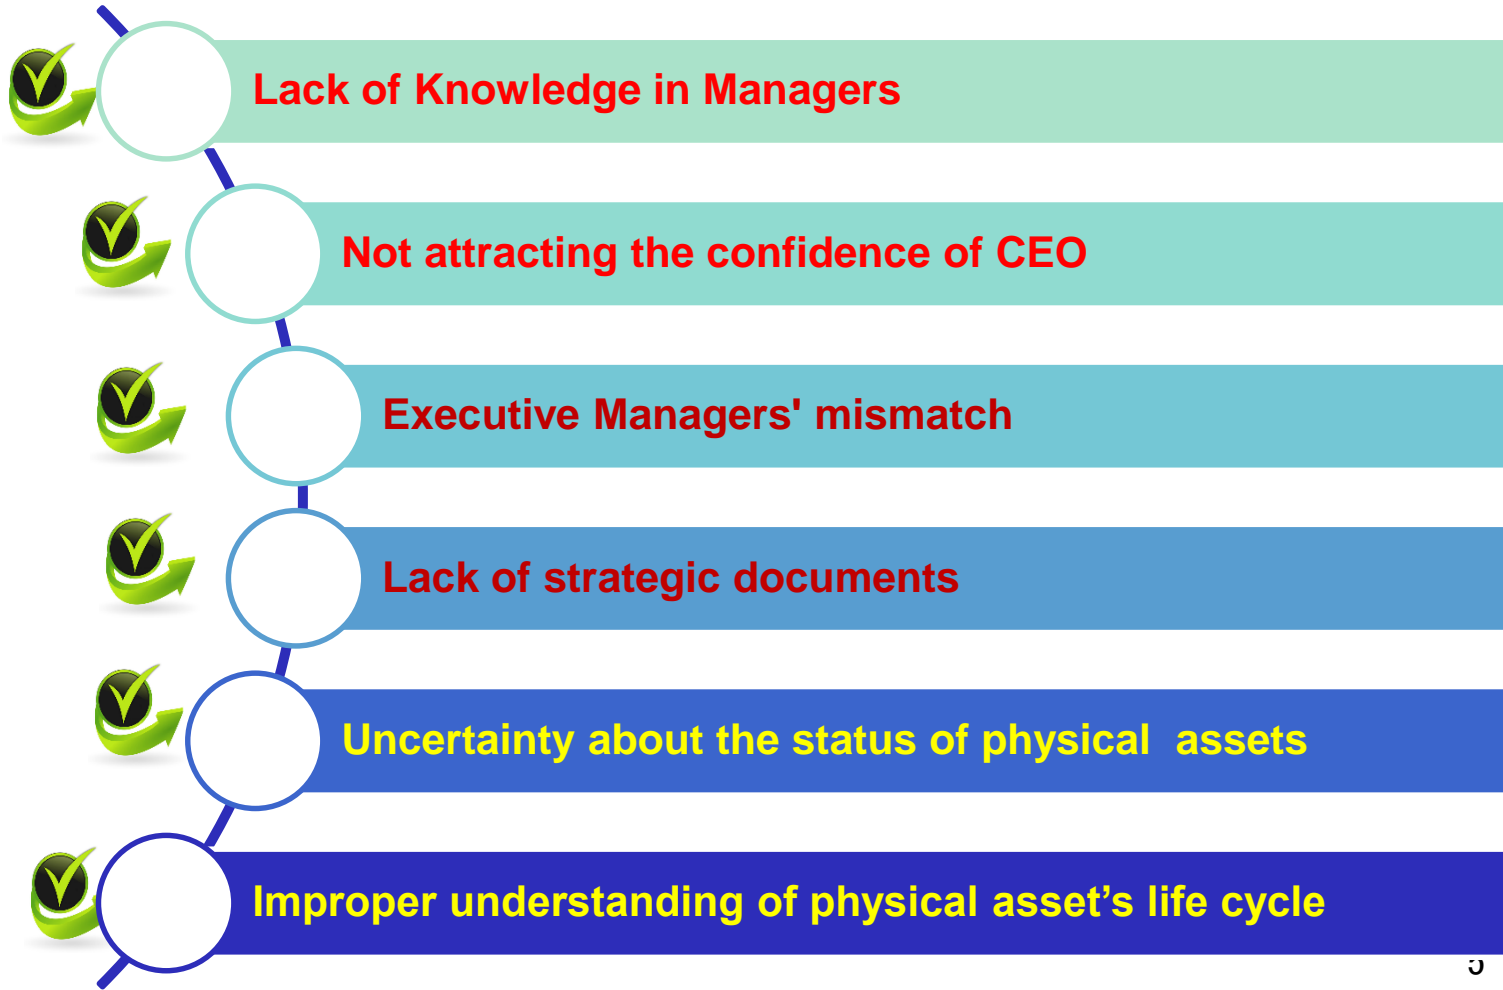 Lack of Knowledge in Managers
Not attracting the confidence of CEO
Executive Managers' mismatch
Lack of strategic documents
Uncertainty about the status of physical  assets
Improper understanding of physical asset’s life cycle
5